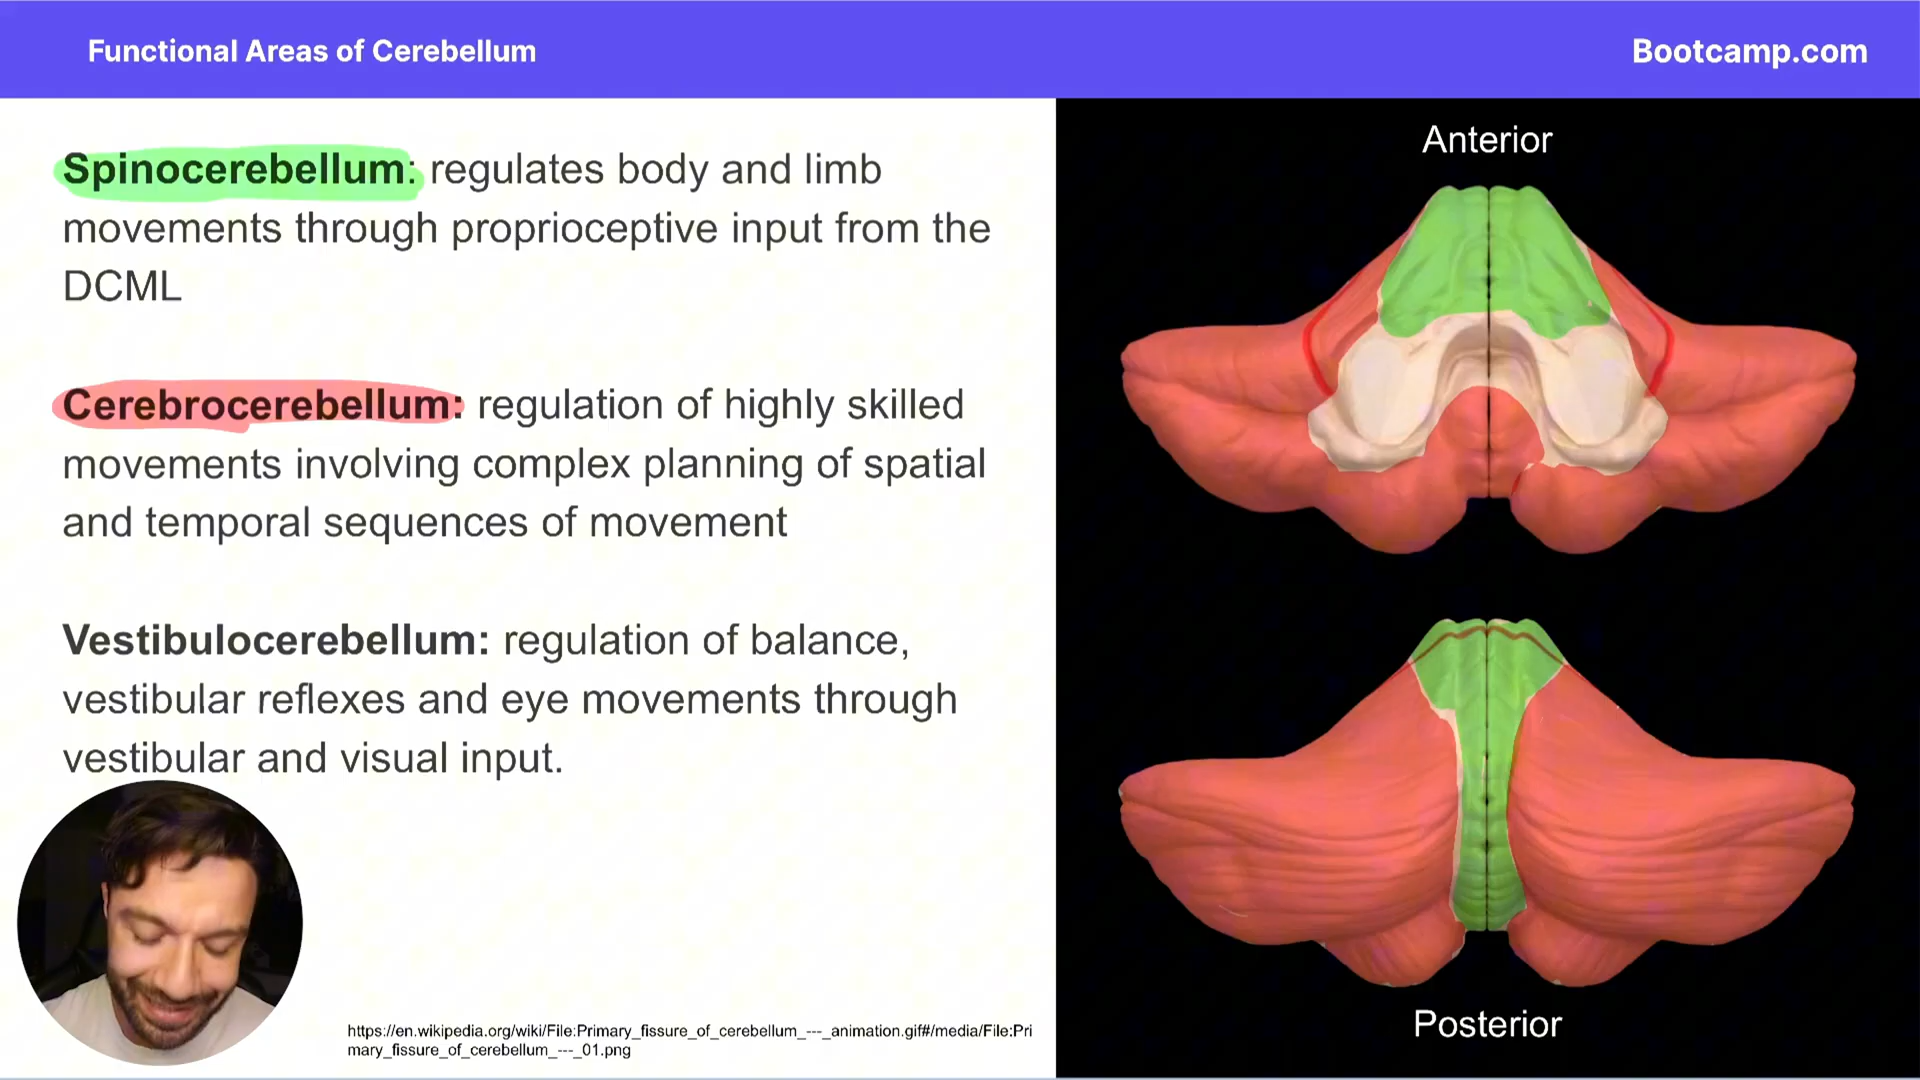 Functional Areas of Cerebellum
Bootcamp.com
Spinocerebellum: regulates body and limb
movements through proprioceptive input from the
DCML
Cerebrocerebellum: regulation of highly skilled
movements involving complex planning of spatial
and temporal sequences of movement
Vestibulocerebellum: regulation of balance,
vestibular reflexes and eye movements through
vestibular and visual input.
https://en.wikipedia.org/wiki/File:Primary_fissure_of_cerebellum_---_animation.gif#/media/File:Pri
mary_fissure_of_cerebellum_---_01.png
Anterior
Posterior